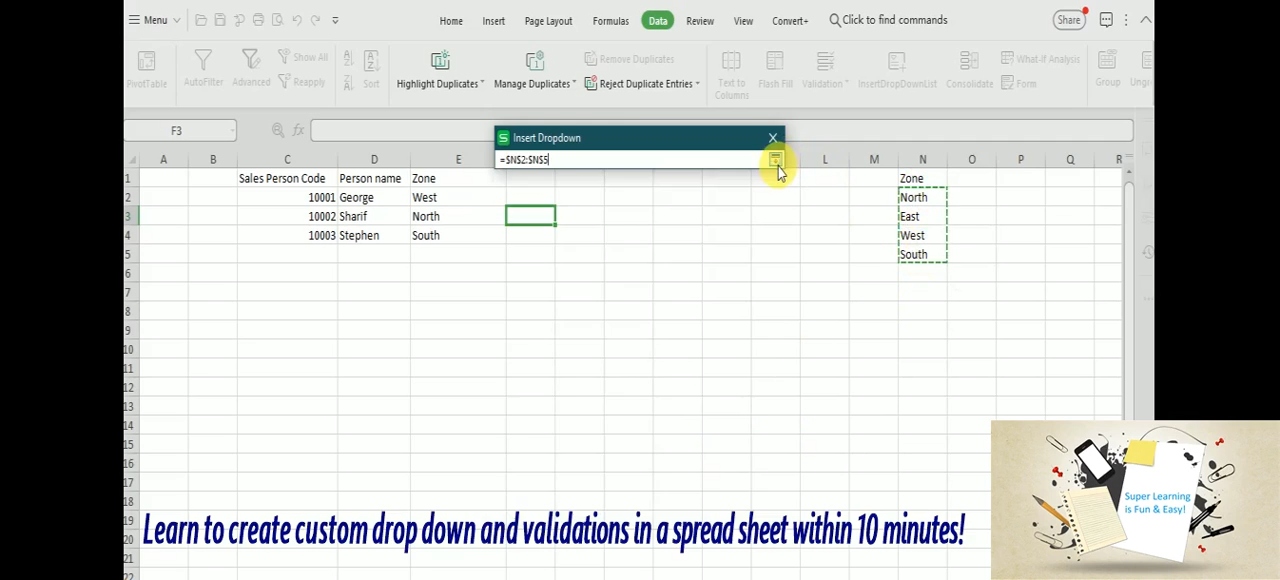 Menu
Home Insert Page Layout Formulas Data Review View Convert+ Click to find commands Share
PivotTable AutoFilter Advanced Show All Reapply Sort Highlight Duplicates Manage Duplicates Remove Duplicates Reject Duplicate Entries Text to Columns Flash Fill Validation InsertDropDownList Consolidate What-If Analysis Form Group Ungr
F3 fx
Insert Dropdown
=$N$2:$N$5
A B C D E L M N O P Q R
1 Sales Person Code Person name Zone Zone
2 10001 George West North
3 10002 Sharif North East
4 10003 Stephen South West
5 South
6
7
8
9
10
11
12
13
14
15
16
17
18
19
20
21
22
Learn to create custom drop down and validations in a spread sheet within 10 minutes!
Super Learning
is Fun & Easy!